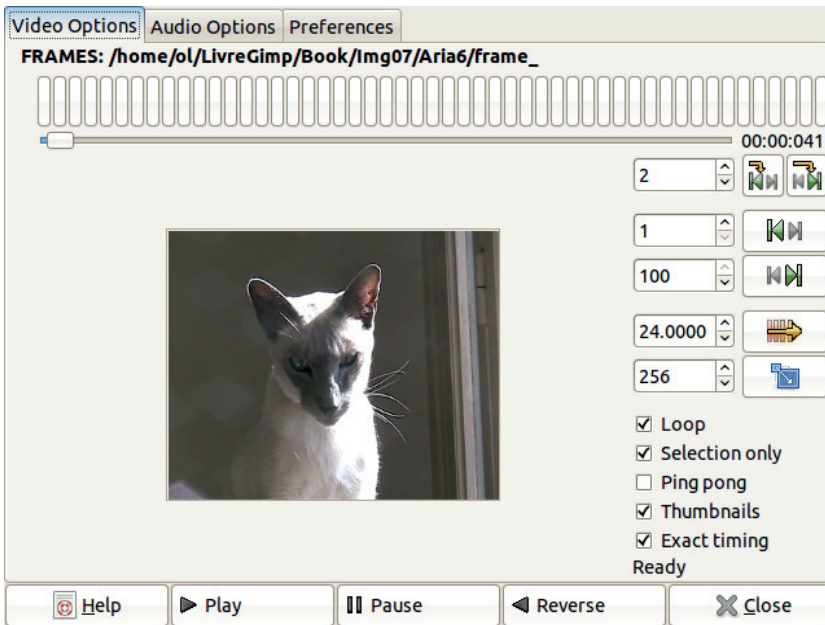 Video Options Audio Options Preferences
FRAMES: /home/ol/LivreGimp/Book/Img07/Aria6/frame_
00:00:041
2
1
100
24.0000
256
Loop
Selection only
Ping pong
Thumbnails
Exact timing
Ready
Help Play Pause Reverse Close